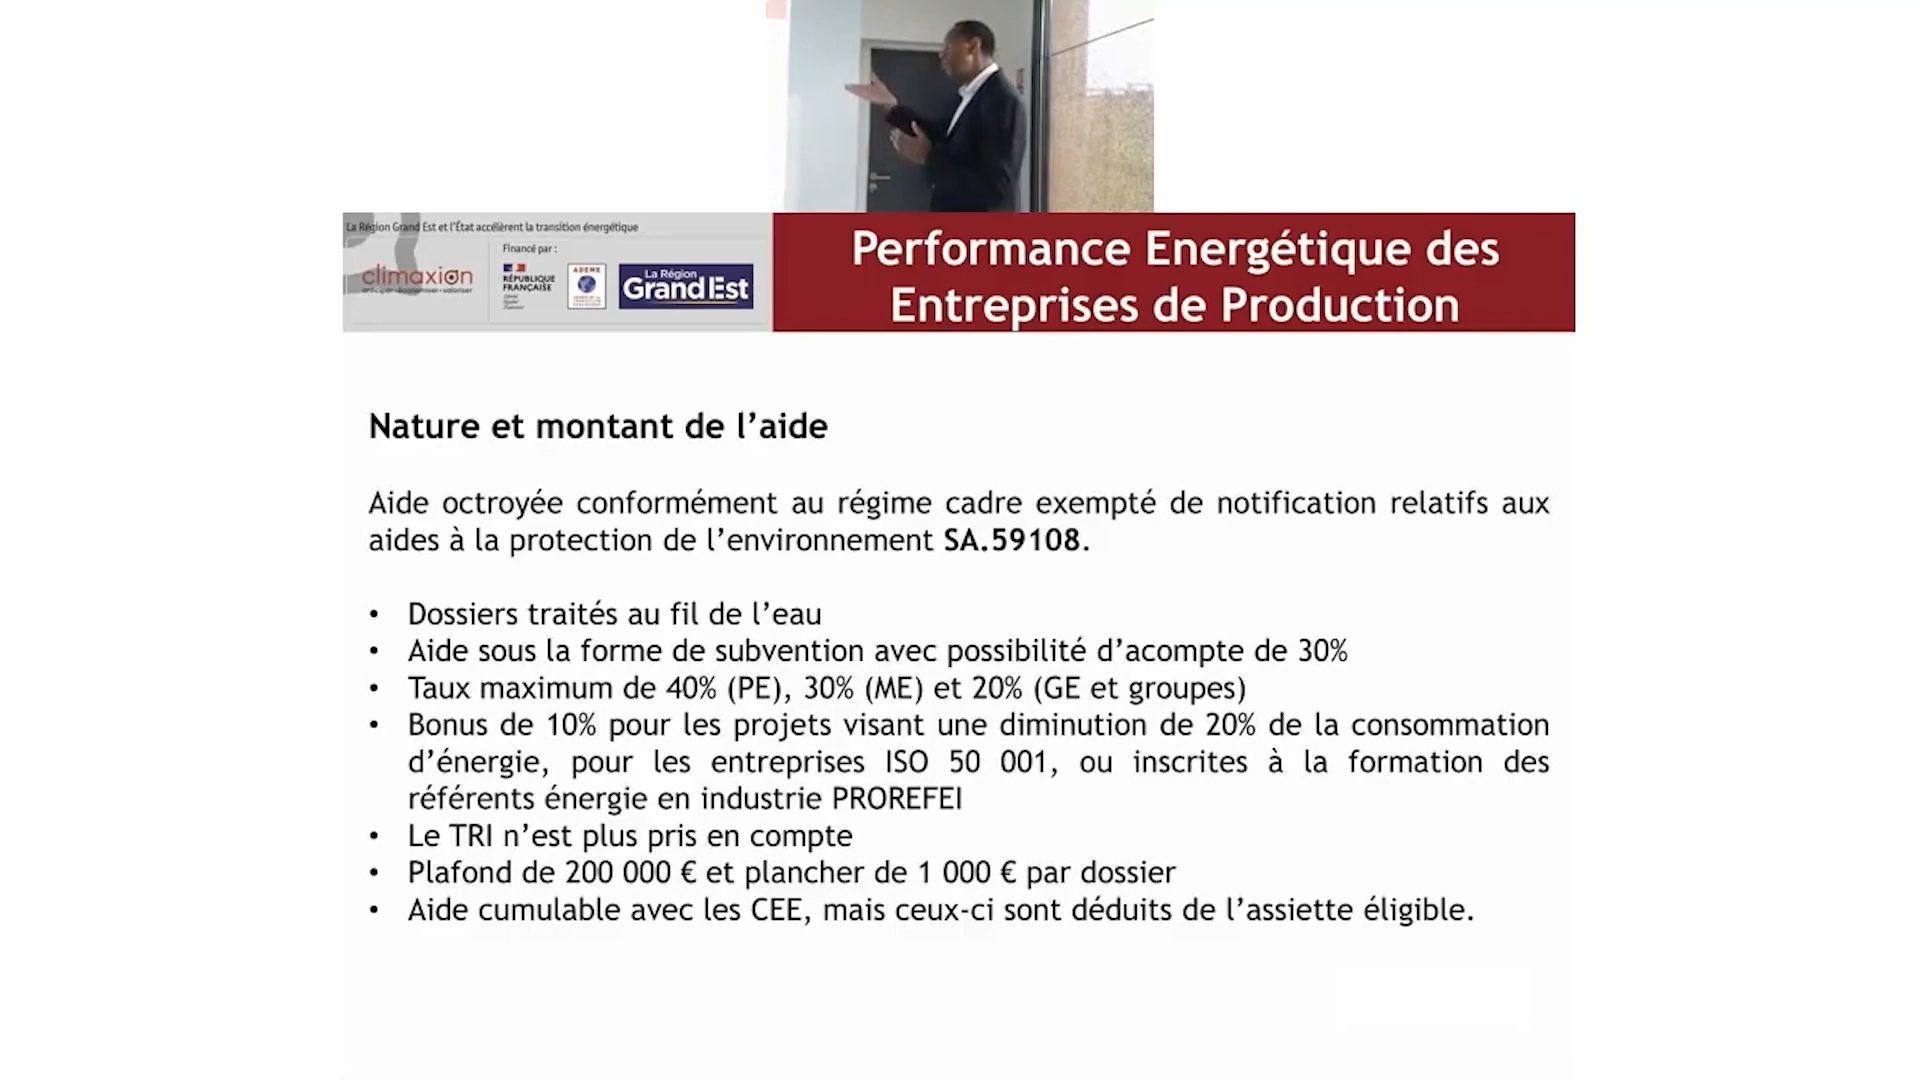 La Région Grand Est et l'État accélèrent la transition énergétique
Financé par :
climaxion
anticiper • économiser • valoriser
RÉPUBLIQUE
FRANÇAISE
ADEME
La Région
Grand Est
Performance Energétique des
Entreprises de Production
Nature et montant de l'aide
Aide octroyée conformément au régime cadre exempté de notification relatifs aux
aides à la protection de l'environnement SA.59108.
• Dossiers traités au fil de l'eau
• Aide sous la forme de subvention avec possibilité d'acompte de 30%
• Taux maximum de 40% (PE), 30% (ME) et 20% (GE et groupes)
• Bonus de 10% pour les projets visant une diminution de 20% de la consommation
d'énergie, pour les entreprises ISO 50 001, ou inscrites à la formation des
référents énergie en industrie PROREFEI
• Le TRI n'est plus pris en compte
• Plafond de 200 000 € et plancher de 1 000 € par dossier
• Aide cumulable avec les CEE, mais ceux-ci sont déduits de l'assiette éligible.